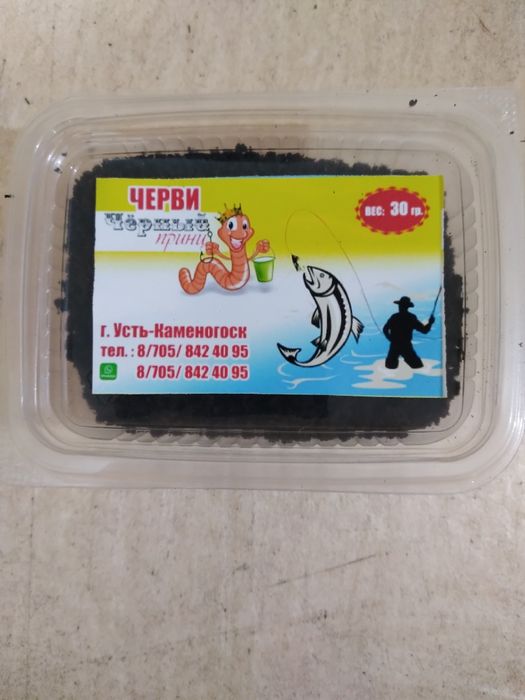 ЧЕРВИ
Чёрный
принц
ВЕС: 30 гр.
г. Усть-Каменогоск
тел. : 8/705/ 842 40 95
8/705/ 842 40 95